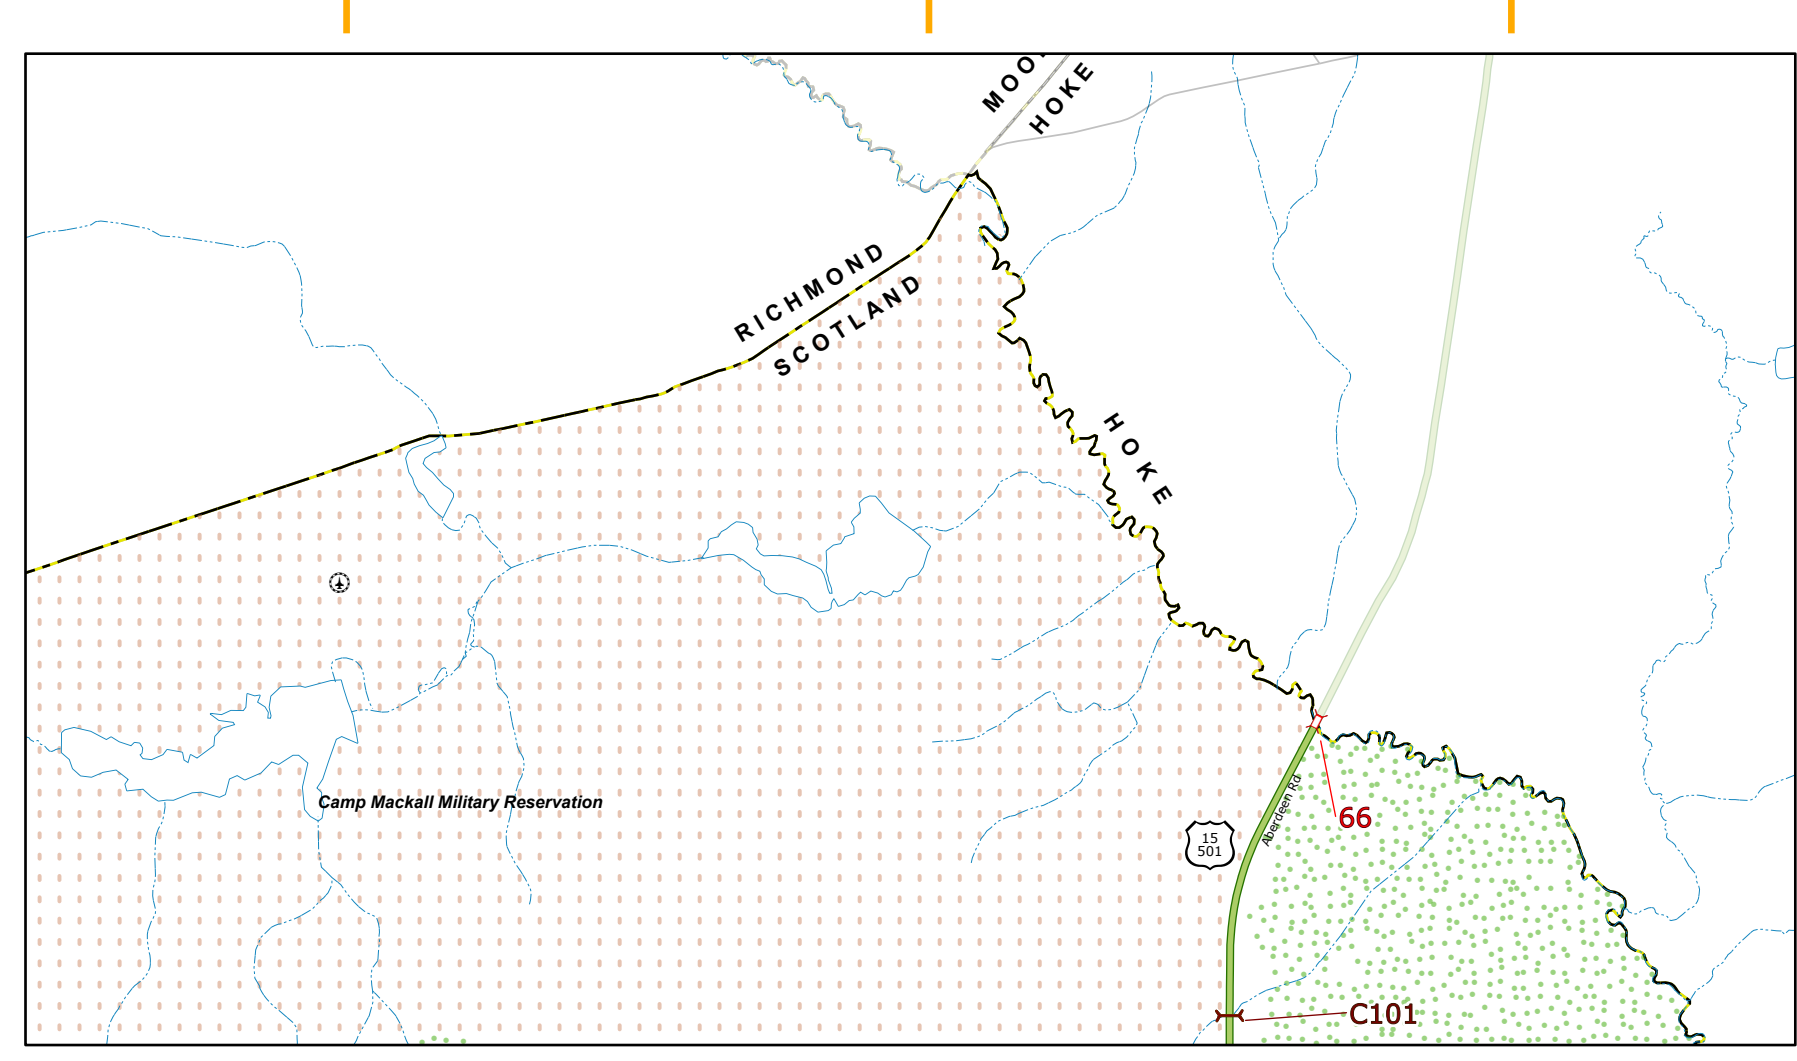 HOKE
RICHMOND
SCOTLAND
HOKE
Camp Mackall Military Reservation
Aberdeen Rd
66
15
501
C101